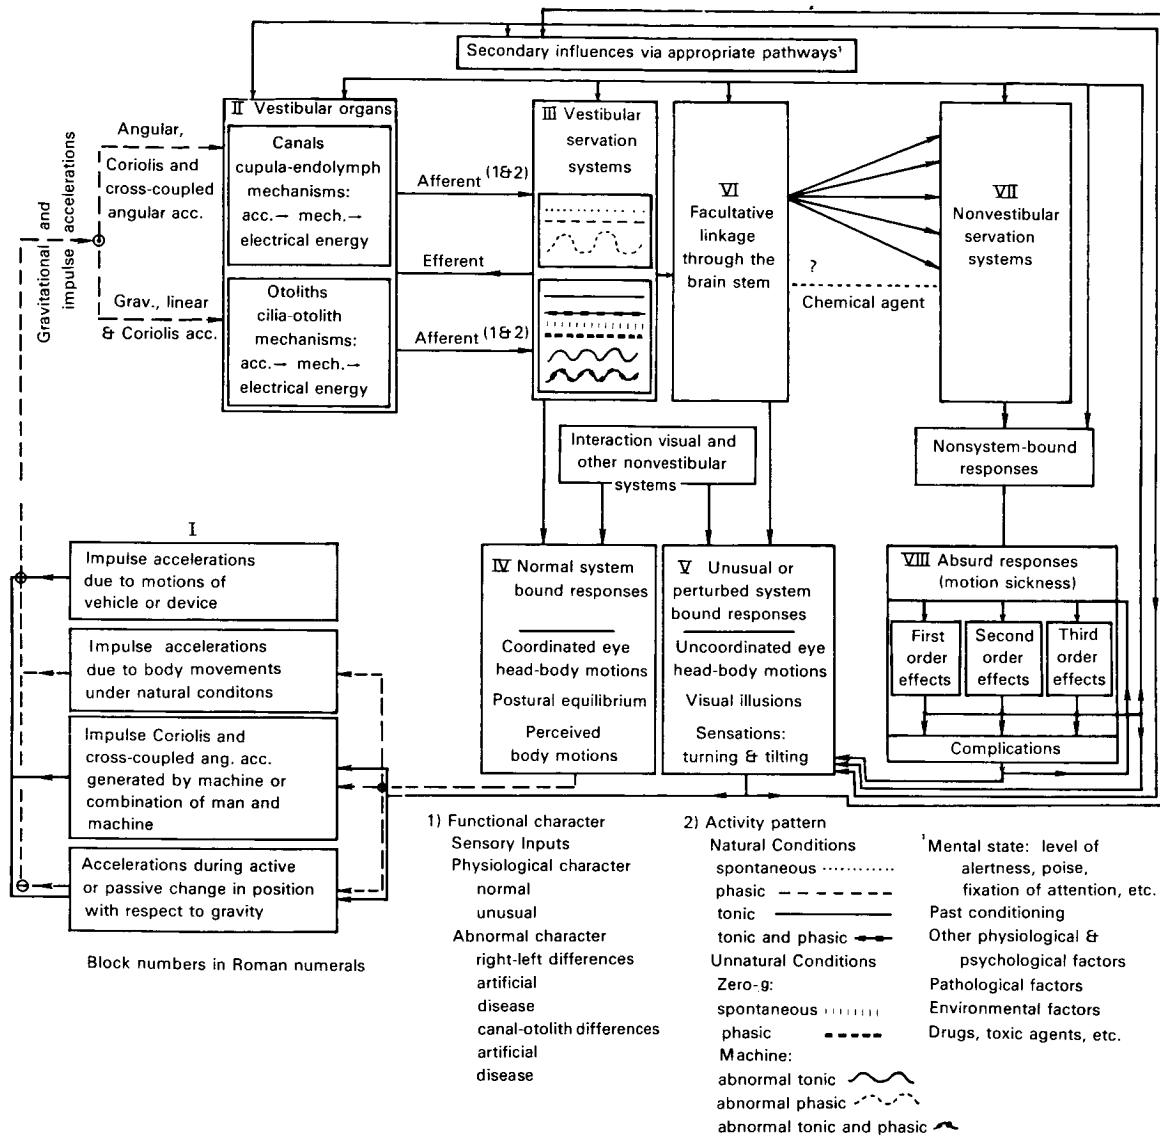 Secondary influences via appropriate pathways¹
Gravitational and
impulse accelerations
Angular,
Coriolis and
cross-coupled
angular acc.
Grav., linear
& Coriolis acc.
II Vestibular organs
Canals
cupula-endolymph
mechanisms:
acc.→ mech.→
electrical energy
Otoliths
cilia-otolith
mechanisms:
acc.→ mech.→
electrical energy
Afferent (1&2)
Efferent
Afferent (1&2)
III Vestibular
servation
systems
VI
Facultative
linkage
through the
brain stem
?
Chemical agent
VII
Nonvestibular
servation
systems
Interaction visual and
other nonvestibular
systems
Nonsystem-bound
responses
I
Impulse accelerations
due to motions of
vehicle or device
Impulse accelerations
due to body movements
under natural conditons
Impulse Coriolis and
cross-coupled ang. acc.
generated by machine or
combination of man and
machine
Accelerations during active
or passive change in position
with respect to gravity
Block numbers in Roman numerals
IV Normal system
bound responses
Coordinated eye
head-body motions
Postural equilibrium
Perceived
body motions
V Unusual or
perturbed system
bound responses
Uncoordinated eye
head-body motions
Visual illusions
Sensations:
turning & tilting
VIII Absurd responses
(motion sickness)
First
order
effects
Second
order
effects
Third
order
effects
Complications
1) Functional character
Sensory Inputs
Physiological character
normal
unusual
Abnormal character
right-left differences
artificial
disease
canal-otolith differences
artificial
disease
2) Activity pattern
Natural Conditions
spontaneous
phasic
tonic
tonic and phasic
Unnatural Conditions
Zero-g:
spontaneous
phasic
Machine:
abnormal tonic
abnormal phasic
abnormal tonic and phasic
¹Mental state: level of
alertness, poise,
fixation of attention, etc.
Past conditioning
Other physiological &
psychological factors
Pathological factors
Environmental factors
Drugs, toxic agents, etc.